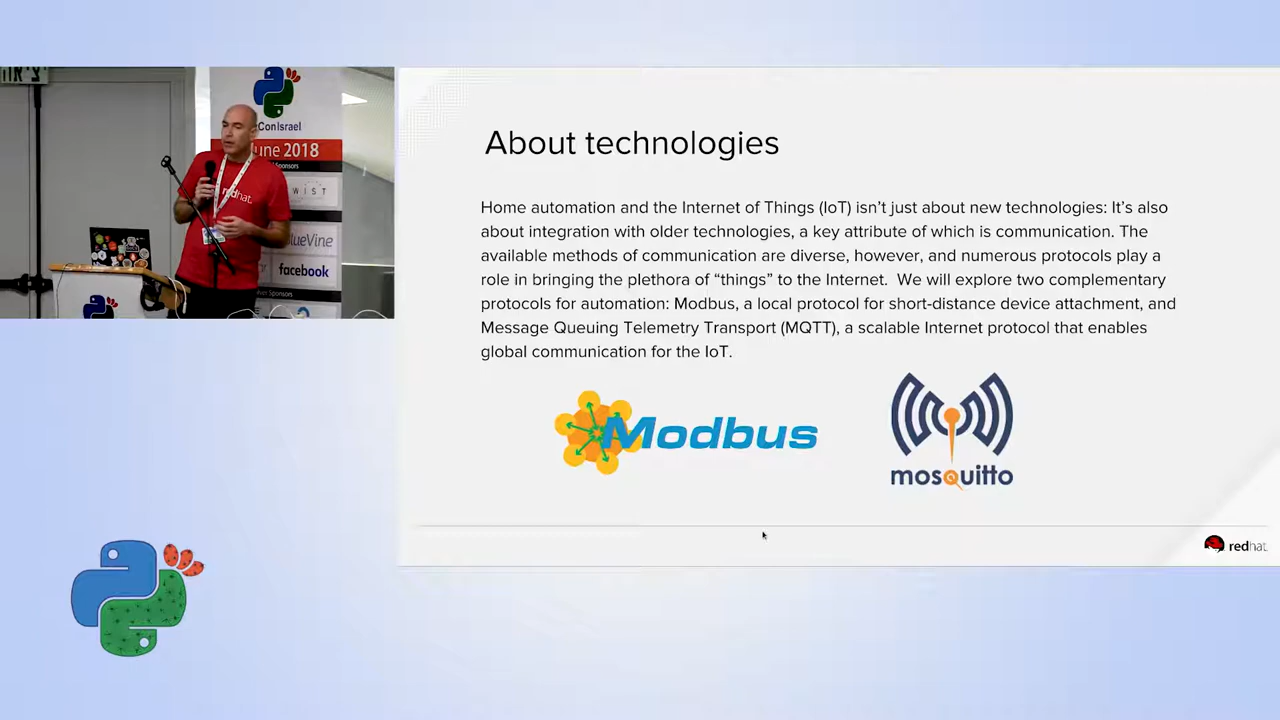 ConIsrael
June 2018
Sponsors
redhat.
WIST
BlueVine
facebook
About technologies
Home automation and the Internet of Things (IoT) isn't just about new technologies: It's also
about integration with older technologies, a key attribute of which is communication. The
available methods of communication are diverse, however, and numerous protocols play a
role in bringing the plethora of “things” to the Internet.  We will explore two complementary
protocols for automation: Modbus, a local protocol for short-distance device attachment, and
Message Queuing Telemetry Transport (MQTT), a scalable Internet protocol that enables
global communication for the IoT.
Modbus
mosquitto
redhat.